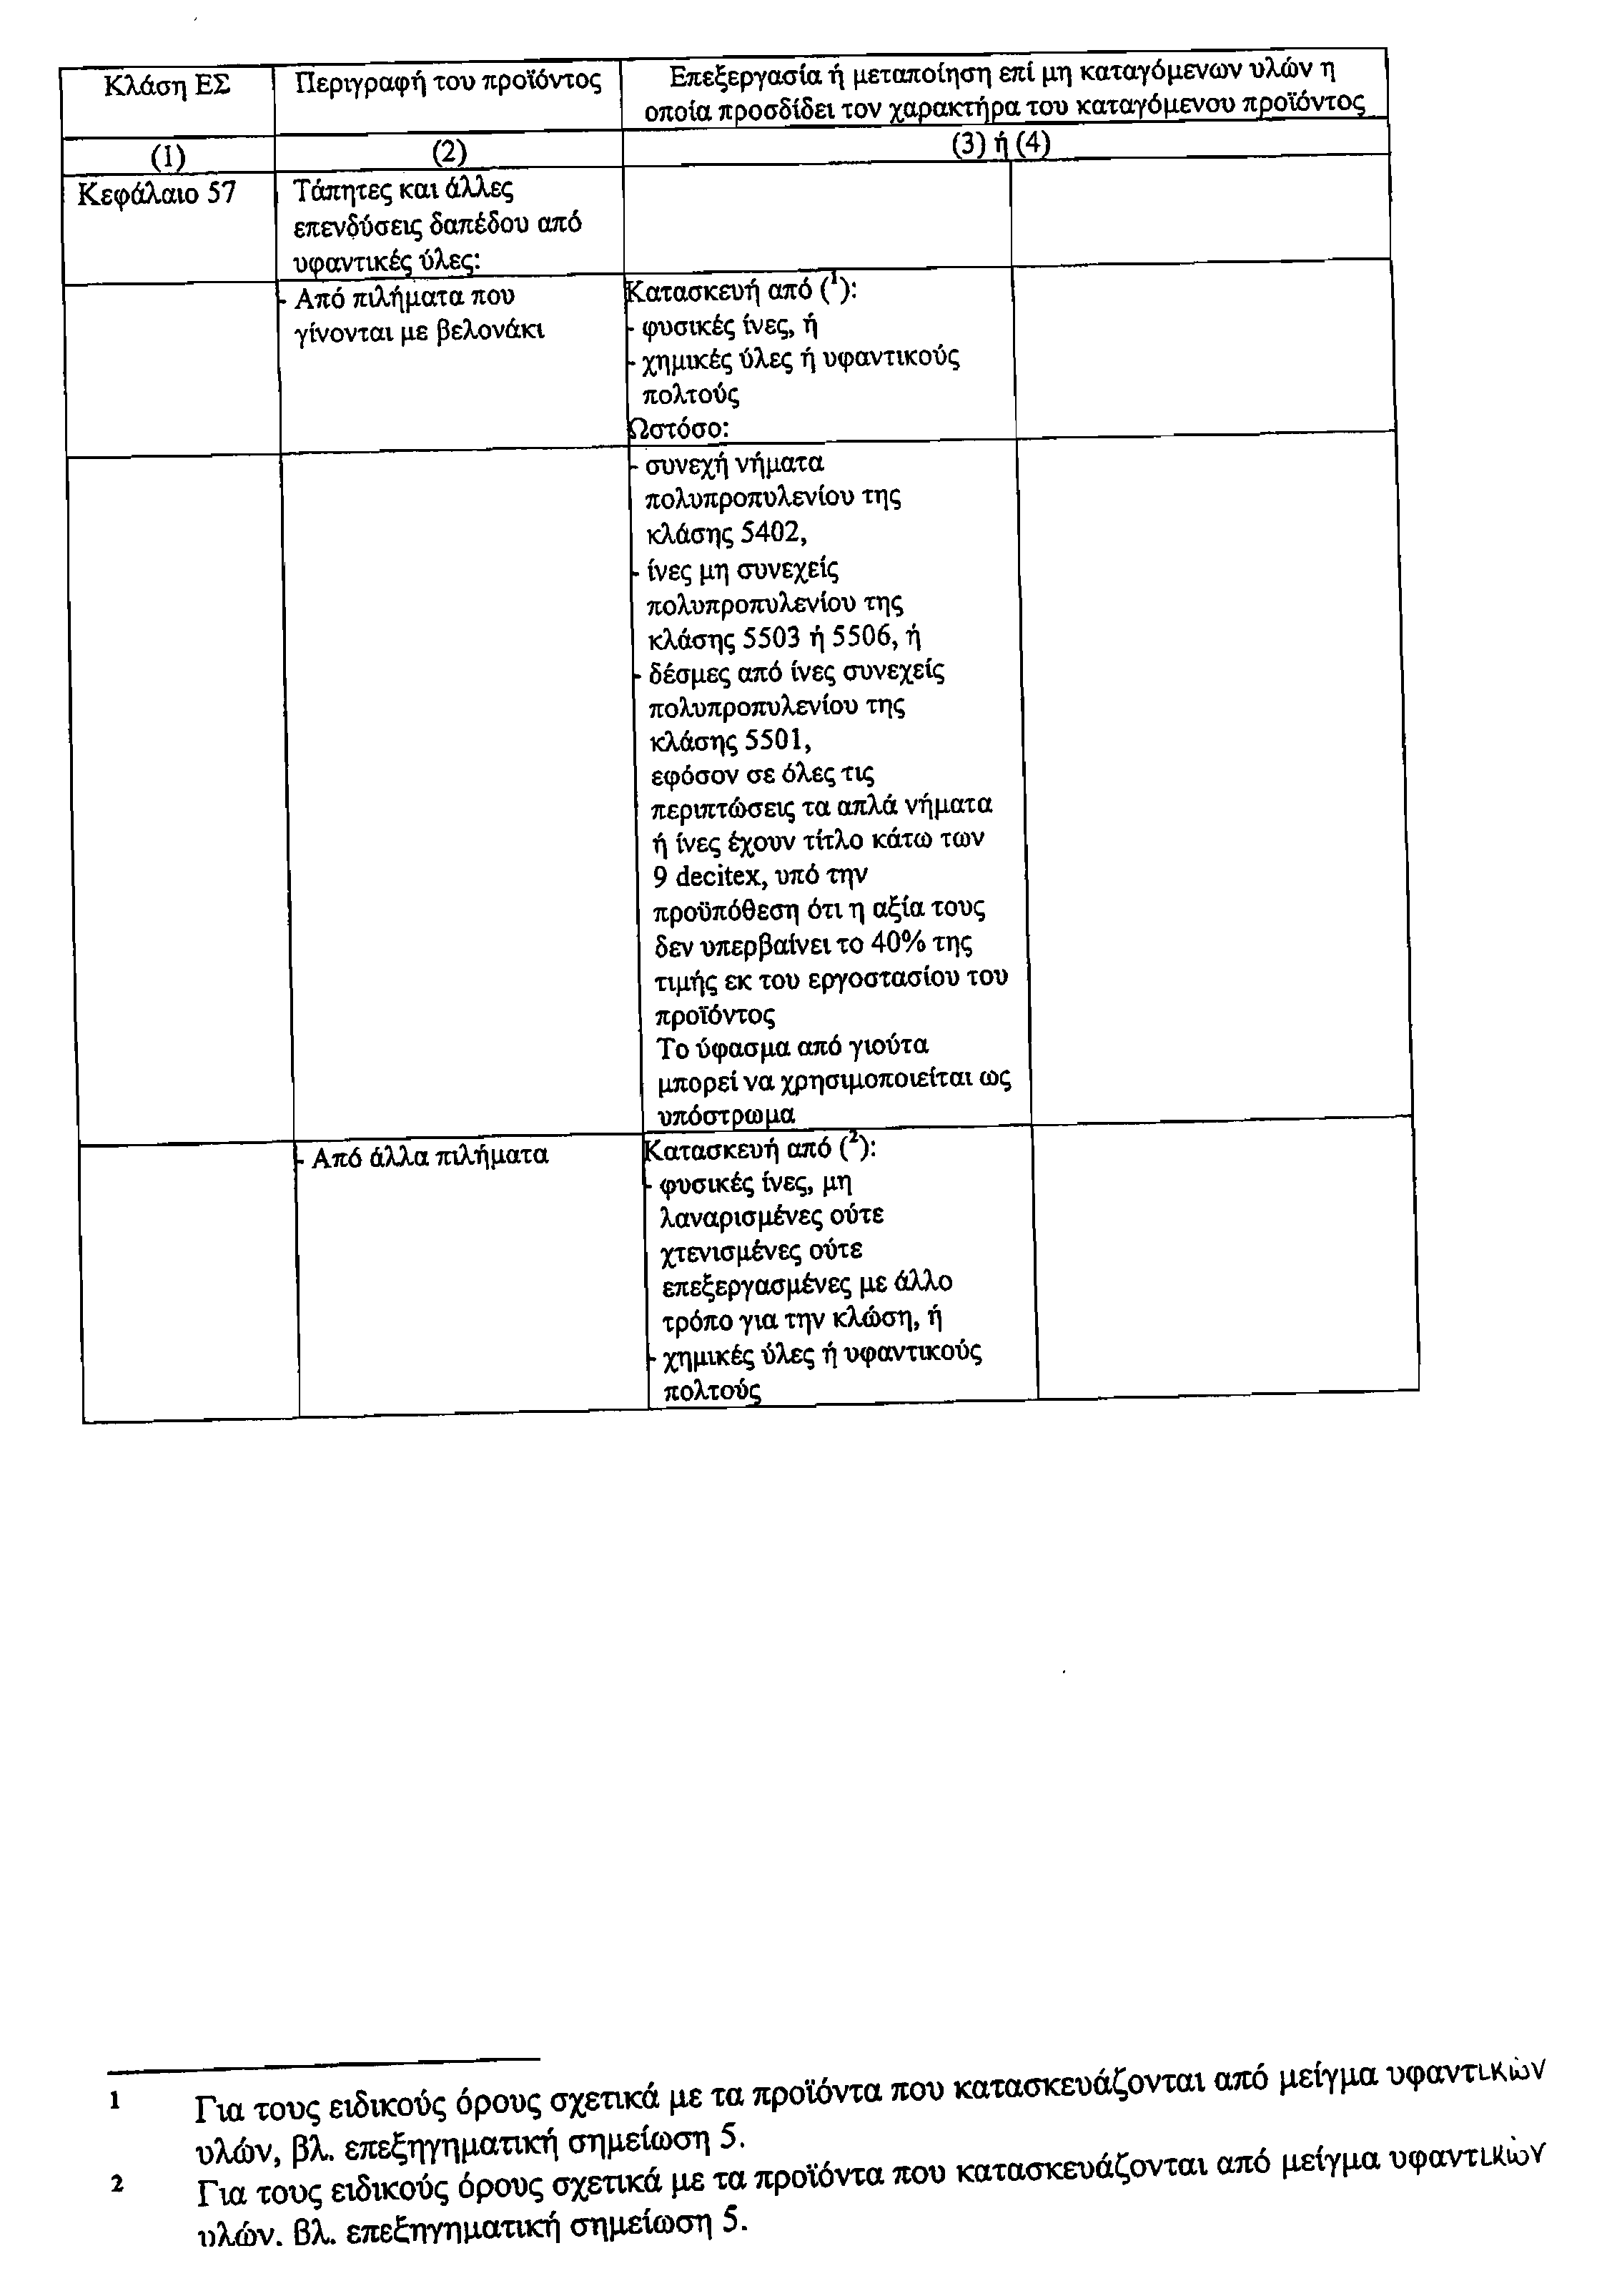 Κλάση ΕΣ
Περιγραφή του προϊόντος
Επεξεργασία ή μεταποίηση επί μη καταγόμενων υλών η
οποία προσδίδει τον χαρακτήρα του καταγόμενου προϊόντος
(1)
(2)
(3) ή (4)
Κεφάλαιο 57
Τάπητες και άλλες
επενδύσεις δαπέδου από
υφαντικές ύλες:
- Από πιλήματα που
γίνονται με βελονάκι
Κατασκευή από (1):
- φυσικές ίνες, ή
- χημικές ύλες ή υφαντικούς
πολτούς
Ωστόσο:
- συνεχή νήματα
πολυπροπυλενίου της
κλάσης 5402,
- ίνες μη συνεχείς
πολυπροπυλενίου της
κλάσης 5503 ή 5506, ή
- δέσμες από ίνες συνεχείς
πολυπροπυλενίου της
κλάσης 5501,
εφόσον σε όλες τις
περιπτώσεις τα απλά νήματα
ή ίνες έχουν τίτλο κάτω των
9 decitex, υπό την
προϋπόθεση ότι η αξία τους
δεν υπερβαίνει το 40% της
τιμής εκ του εργοστασίου του
προϊόντος
Το ύφασμα από γιούτα
μπορεί να χρησιμοποιείται ως
υπόστρωμα
- Από άλλα πιλήματα
Κατασκευή από (2):
- φυσικές ίνες, μη
λαναρισμένες ούτε
χτενισμένες ούτε
επεξεργασμένες με άλλο
τρόπο για την κλώση, ή
- χημικές ύλες ή υφαντικούς
πολτούς
1 Για τους ειδικούς όρους σχετικά με τα προϊόντα που κατασκευάζονται από μείγμα υφαντικών
υλών, βλ. επεξηγηματική σημείωση 5.
2 Για τους ειδικούς όρους σχετικά με τα προϊόντα που κατασκευάζονται από μείγμα υφαντικών
υλών, βλ. επεξηγηματική σημείωση 5.